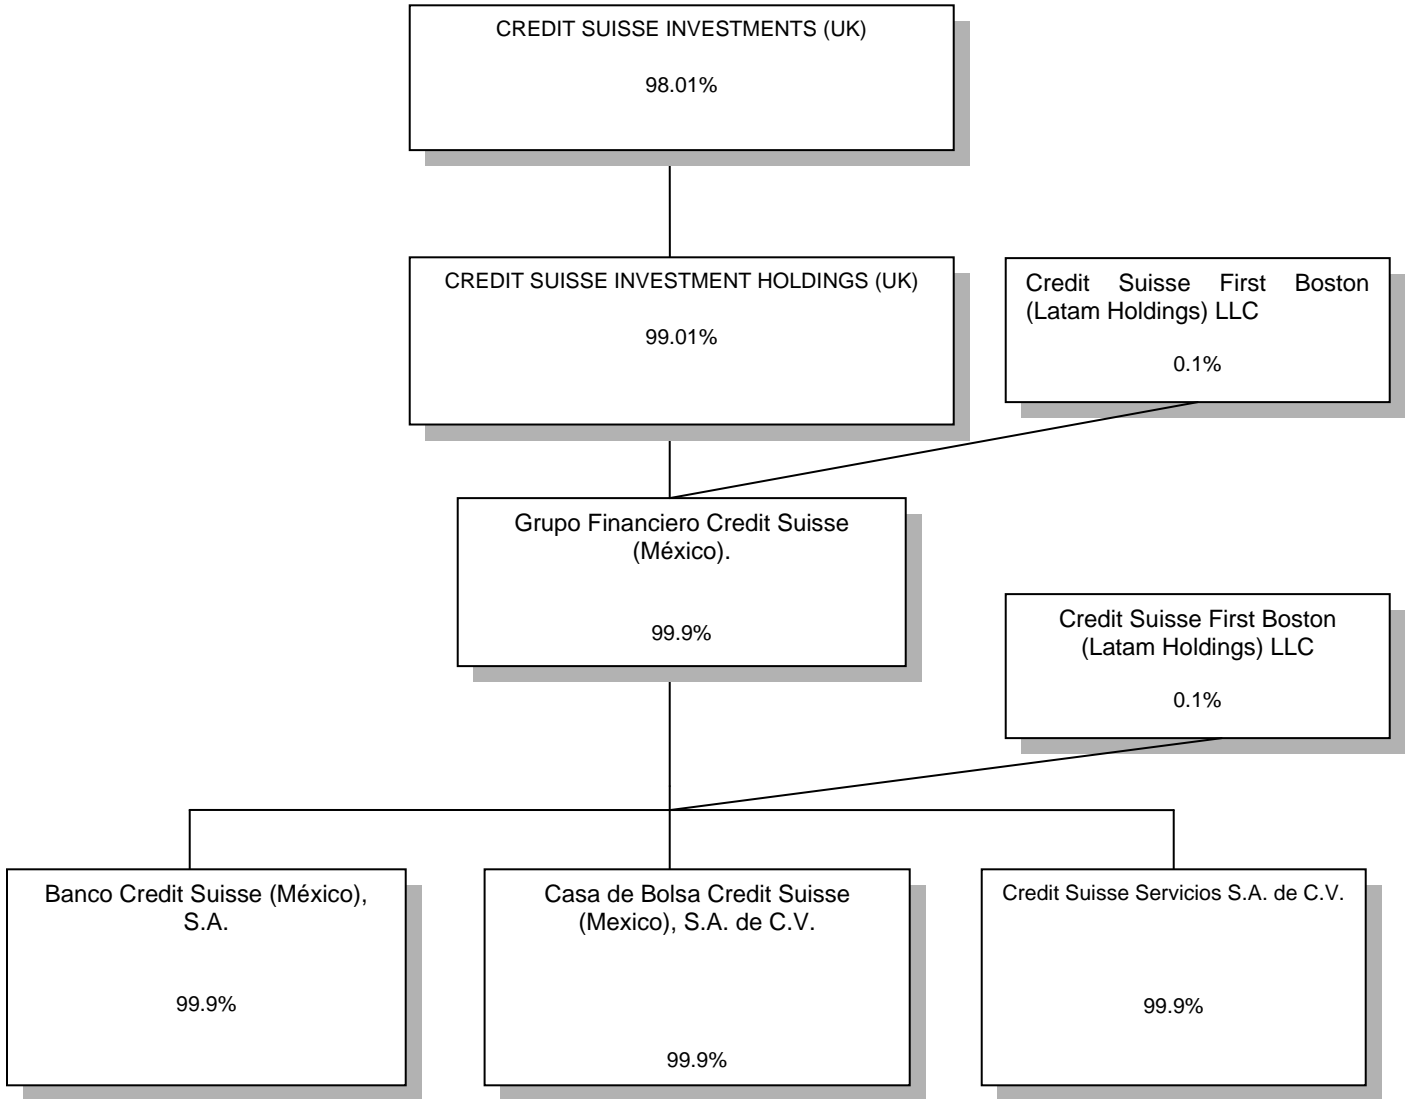 CREDIT SUISSE INVESTMENTS (UK)
98.01%
CREDIT SUISSE INVESTMENT HOLDINGS (UK)
99.01%
Credit Suisse First Boston
(Latam Holdings) LLC
0.1%
Grupo Financiero Credit Suisse
(México).
99.9%
Credit Suisse First Boston
(Latam Holdings) LLC
0.1%
Banco Credit Suisse (México),
S.A.
99.9%
Casa de Bolsa Credit Suisse
(Mexico), S.A. de C.V.
99.9%
Credit Suisse Servicios S.A. de C.V.
99.9%